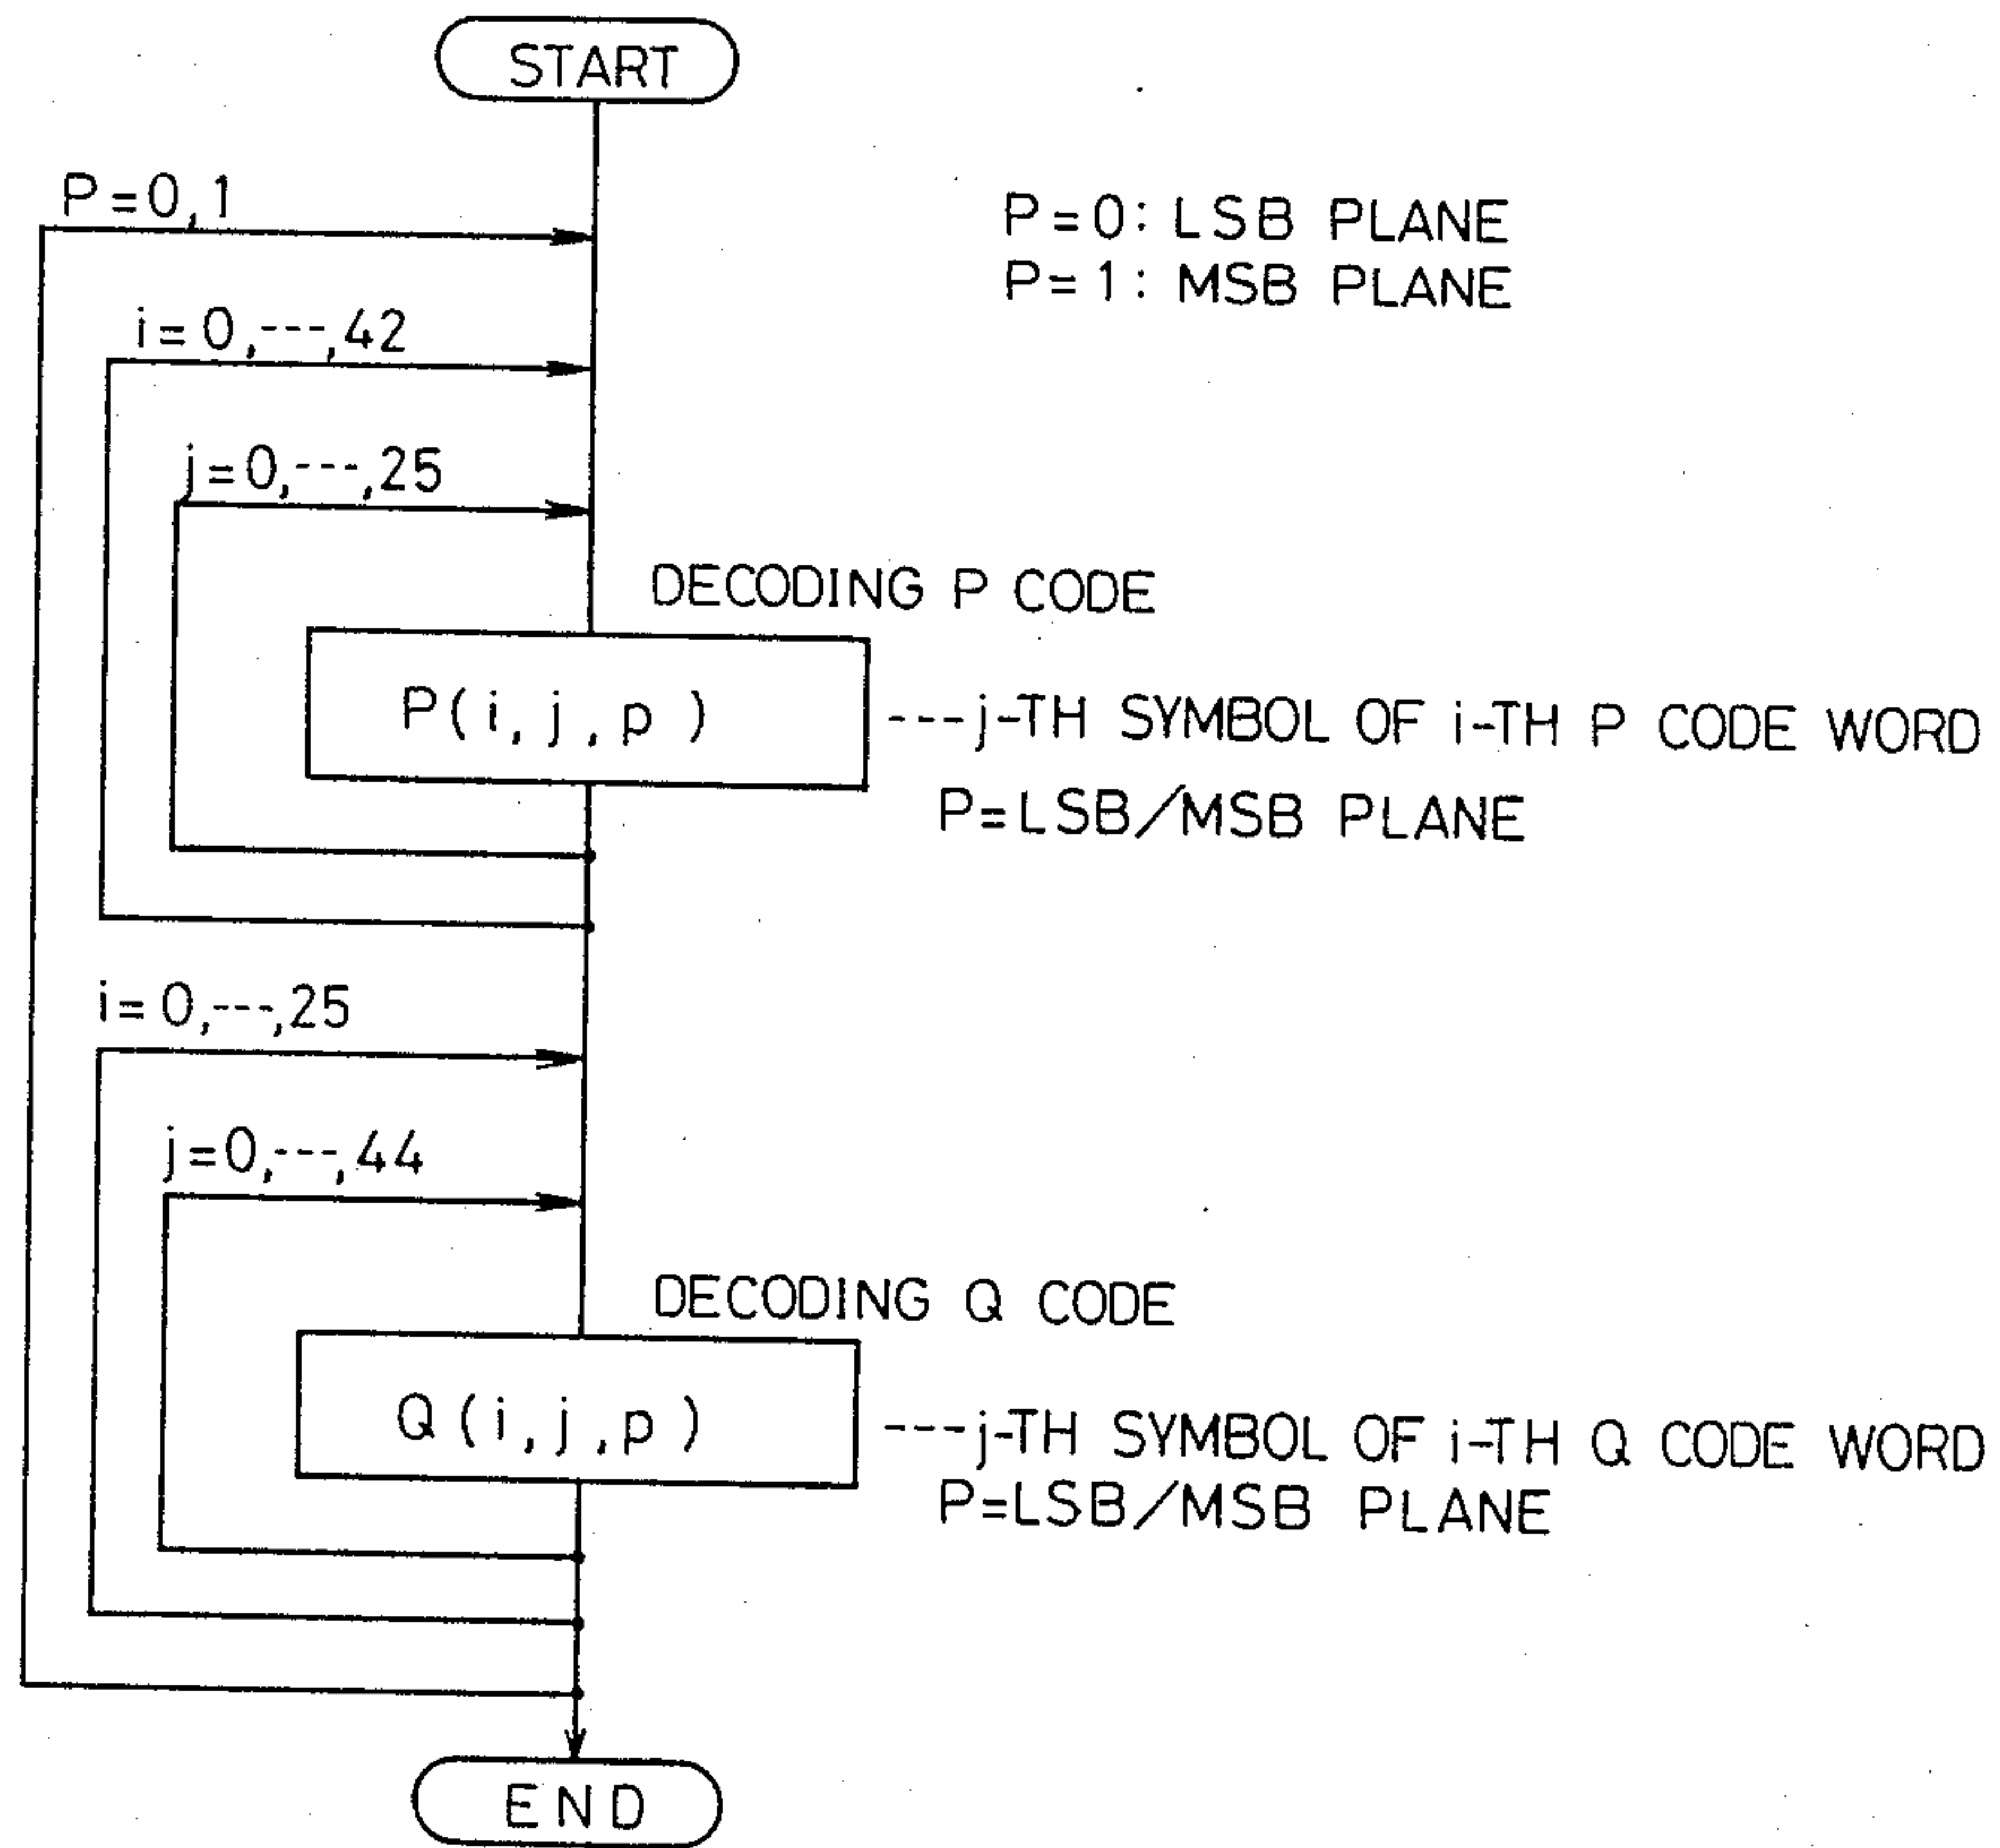 START
P=0,1
P=0: LSB PLANE
P=1: MSB PLANE
i=0,---,42
j=0,---,25
DECODING P CODE
P(i,j,p)
---j-TH SYMBOL OF i-TH P CODE WORD
P=LSB/MSB PLANE
i=0,---,25
j=0,---,44
DECODING Q CODE
Q(i,j,p)
---j-TH SYMBOL OF i-TH Q CODE WORD
P=LSB/MSB PLANE
END